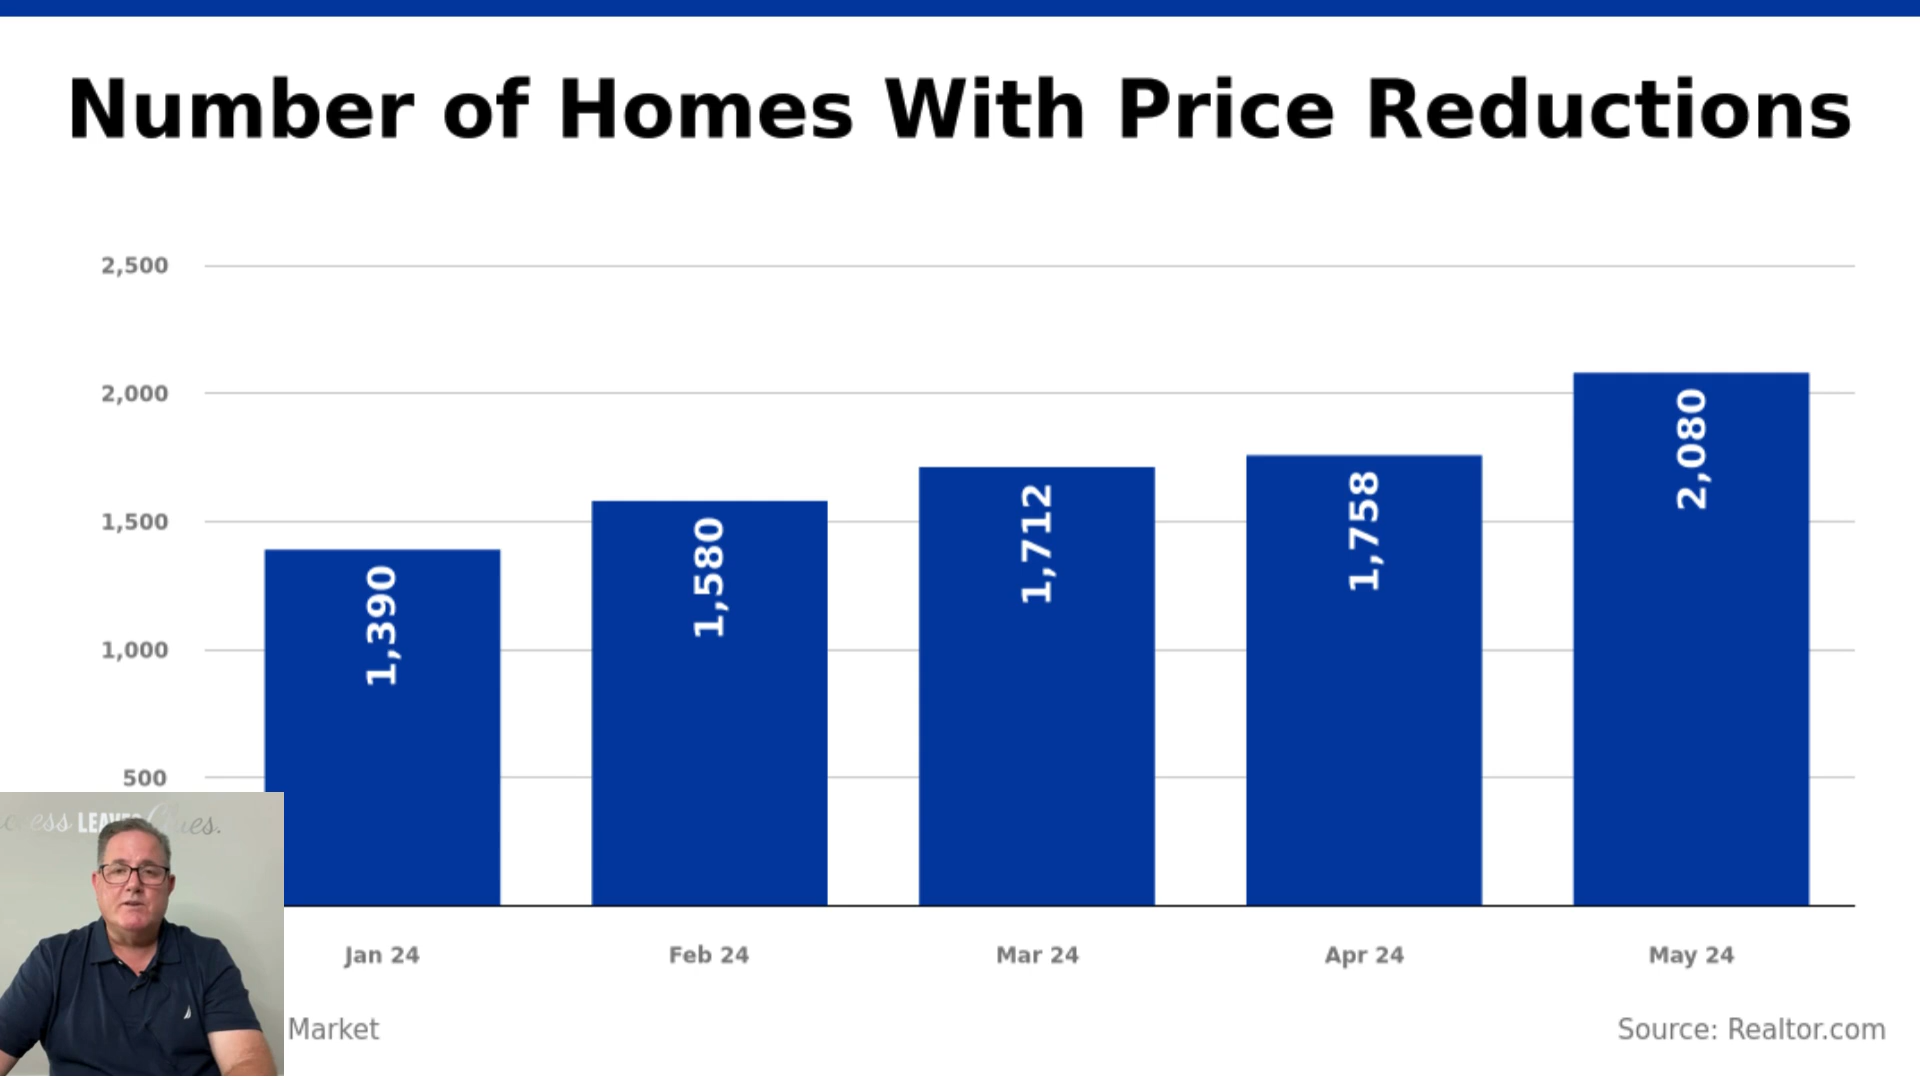 Number of Homes With Price Reductions
2,500
2,000
1,500
1,000
500
1,390
1,580
1,712
1,758
2,080
LEAVES
Jan 24
Feb 24
Mar 24
Apr 24
May 24
Market
Source: Realtor.com